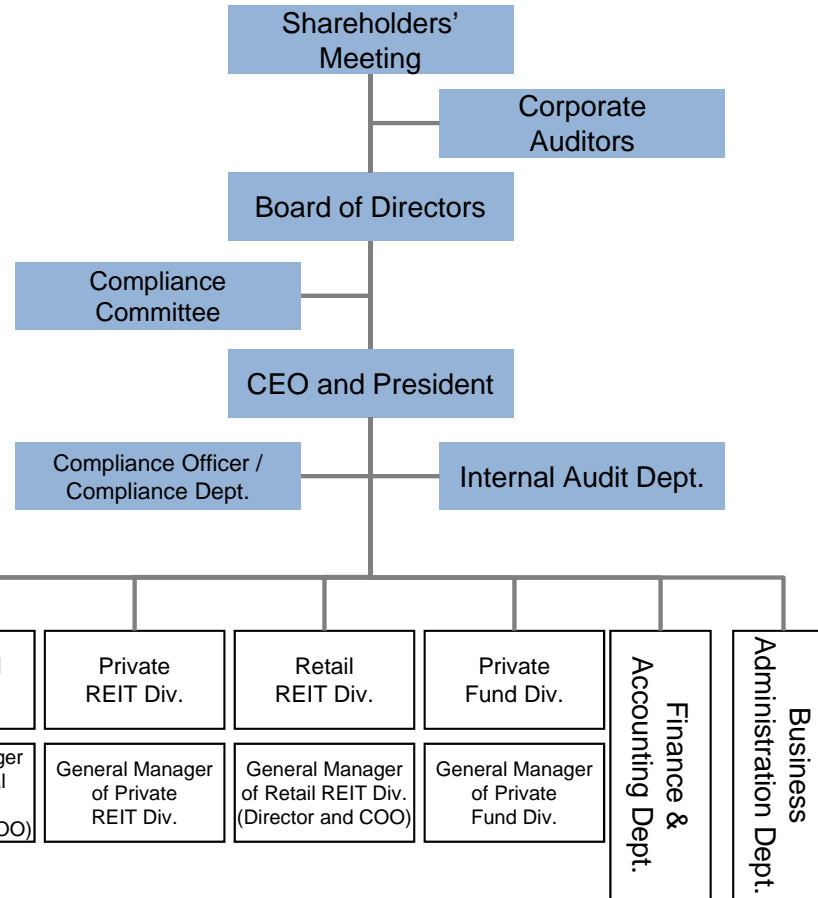 Shareholders'
Meeting
Corporate
Auditors
Board of Directors
Compliance
Committee
CEO and President
Compliance Officer /
Compliance Dept.
Internal Audit Dept.
Private
REIT Div.
Retail
REIT Div.
Private
Fund Div.
Finance &
Accounting Dept.
Business
Administration Dept.
General Manager
of Private
REIT Div.
General Manager
of Retail REIT Div.
(Director and COO)
General Manager
of Private
Fund Div.